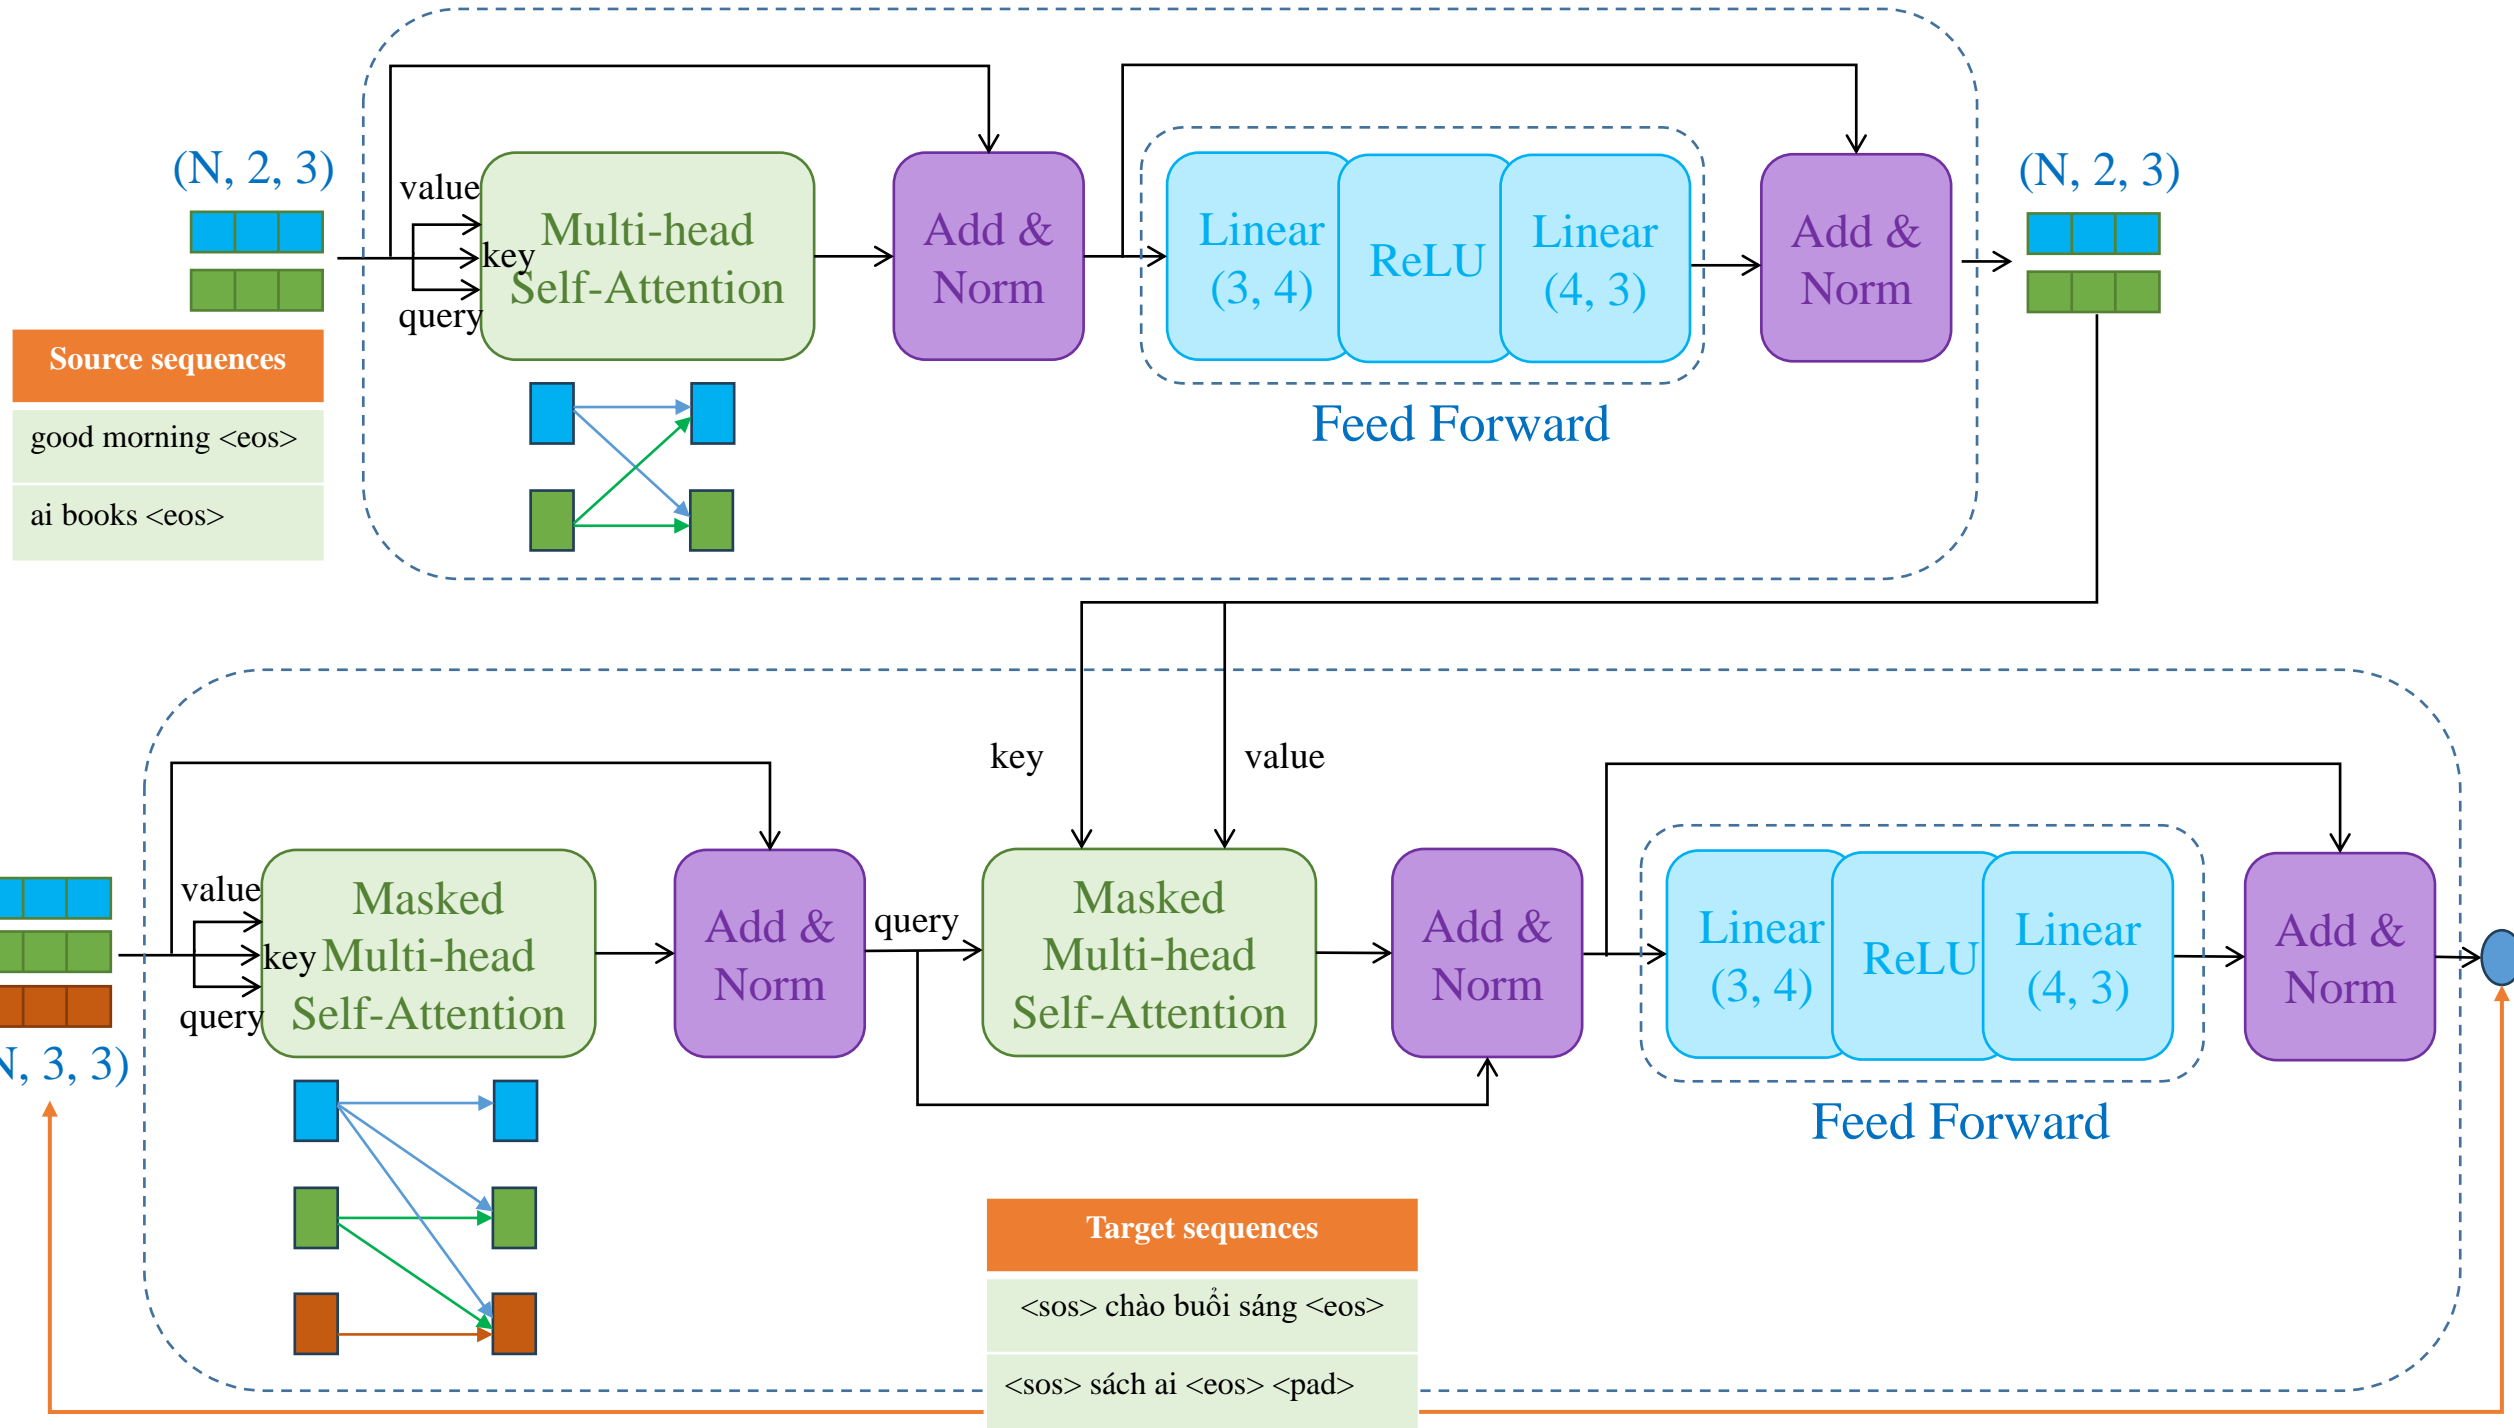 (N, 2, 3)
value
key
query
Multi-head
Self-Attention
Add &
Norm
Linear
(3, 4)
ReLU
Linear
(4, 3)
Add &
Norm
(N, 2, 3)
Feed Forward
Source sequences
good morning <eos>
ai books <eos>
key
value
value
key
query
Masked
Multi-head
Self-Attention
Add &
Norm
query
Masked
Multi-head
Self-Attention
Add &
Norm
Linear
(3, 4)
ReLU
Linear
(4, 3)
Add &
Norm
N, 3, 3)
Feed Forward
Target sequences
<sos> chào buổi sáng <eos>
<sos> sách ai <eos> <pad>